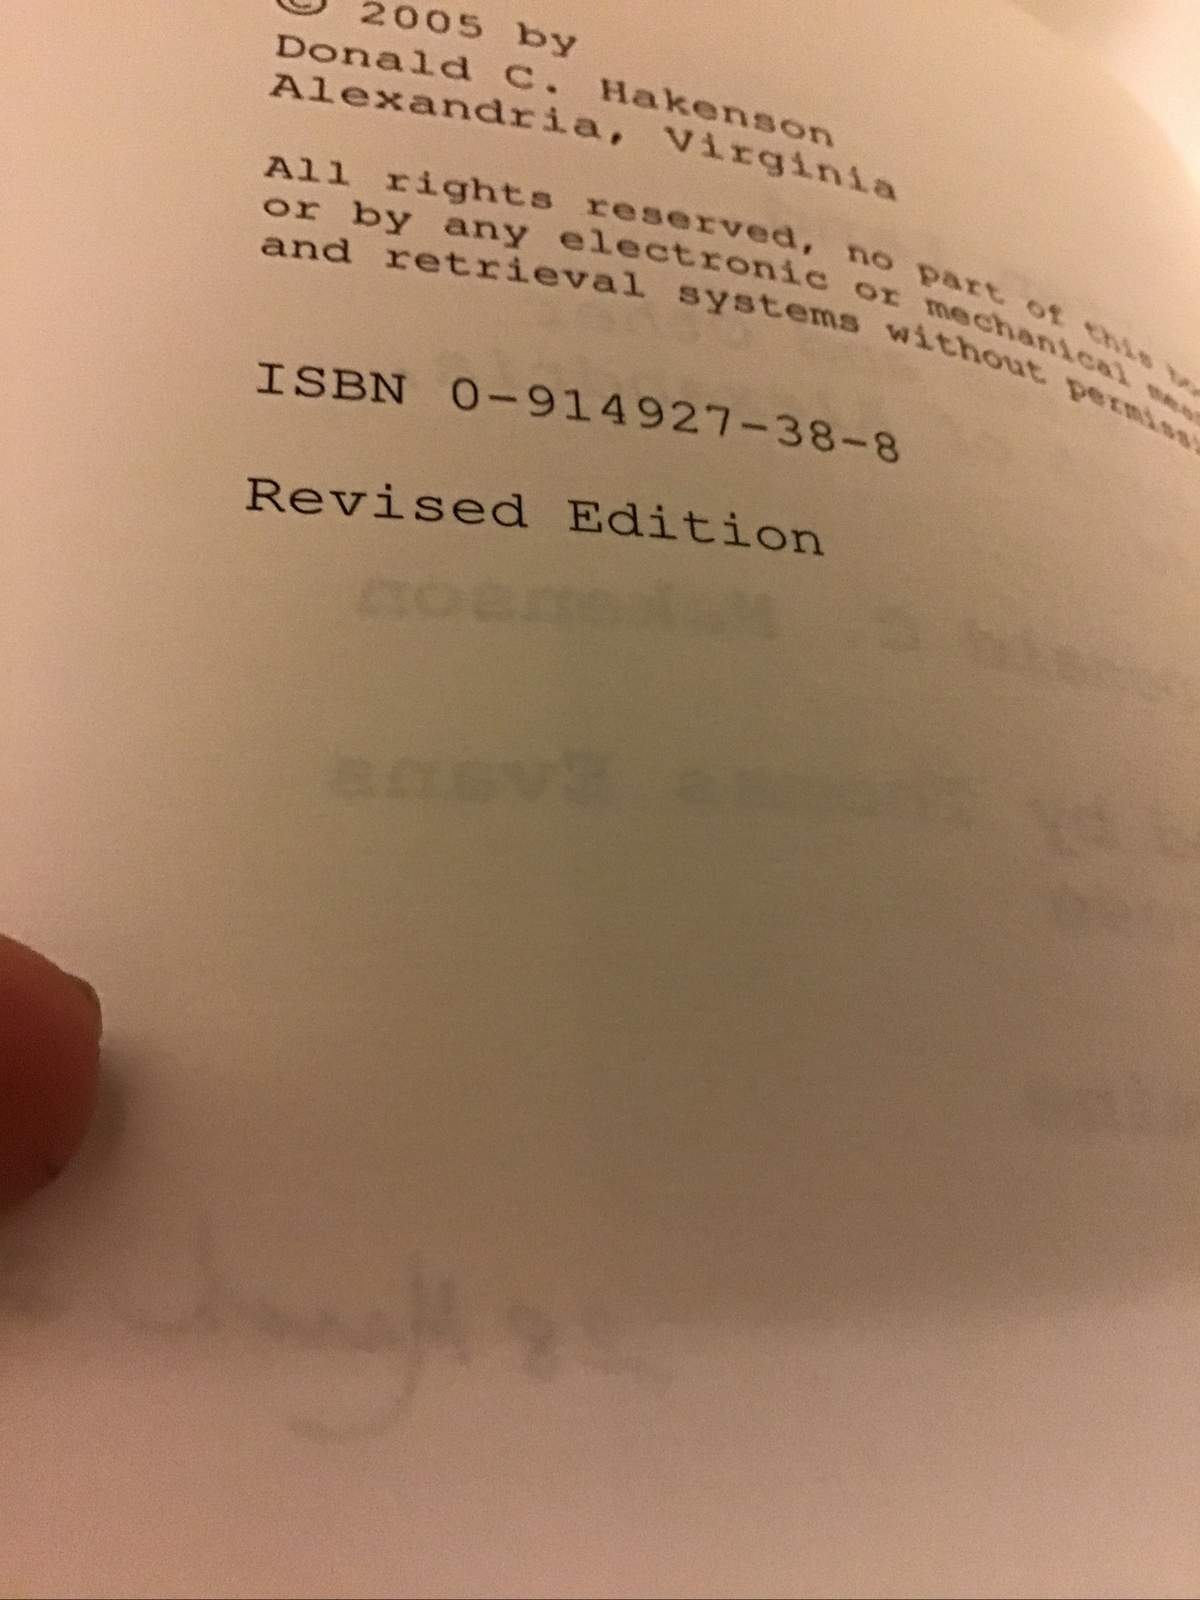 © 2005 by
Donald C. Hakenson
Alexandria, Virginia
All rights reserved, no part of this
or by any electronic or mechanical
and retrieval systems without
ISBN 0-914927-38-8
Revised Edition